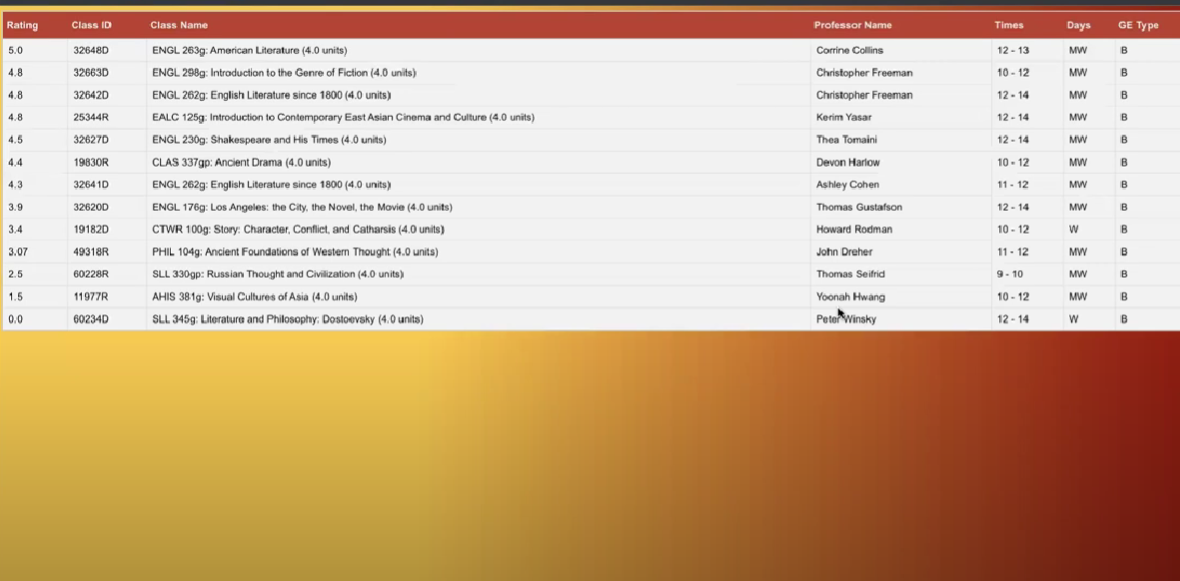 Rating Class ID Class Name Professor Name Times Days GE Type
5.0 32648D ENGL 263g: American Literature (4.0 units) Corrine Collins 12 - 13 MW B
4.8 32663D ENGL 298g: Introduction to the Genre of Fiction (4.0 units) Christopher Freeman 10 - 12 MW B
4.8 32642D ENGL 262g: English Literature since 1800 (4.0 units) Christopher Freeman 12 - 14 MW B
4.8 25344R EALC 125g: Introduction to Contemporary East Asian Cinema and Culture (4.0 units) Kerim Yasar 12 - 14 MW B
4.5 32627D ENGL 230g: Shakespeare and His Times (4.0 units) Thea Tomaini 12 - 14 MW B
4.4 19830R CLAS 337gp: Ancient Drama (4.0 units) Devon Harlow 10 - 12 MW B
4.3 32641D ENGL 262g: English Literature since 1800 (4.0 units) Ashley Cohen 11 - 12 MW B
3.9 32620D ENGL 176g: Los Angeles: the City, the Novel, the Movie (4.0 units) Thomas Gustafson 12 - 14 MW B
3.4 19182D CTWR 100g: Story: Character, Conflict, and Catharsis (4.0 units) Howard Rodman 10 - 12 W B
3.07 49318R PHIL 104g: Ancient Foundations of Western Thought (4.0 units) John Dreher 11 - 12 MW B
2.5 60228R SLL 330gp: Russian Thought and Civilization (4.0 units) Thomas Seifrid 9 - 10 MW B
1.5 11977R AHIS 381g: Visual Cultures of Asia (4.0 units) Yoonah Hwang 10 - 12 MW B
0.0 60234D SLL 345g: Literature and Philosophy: Dostoevsky (4.0 units) Peter Winsky 12 - 14 W B